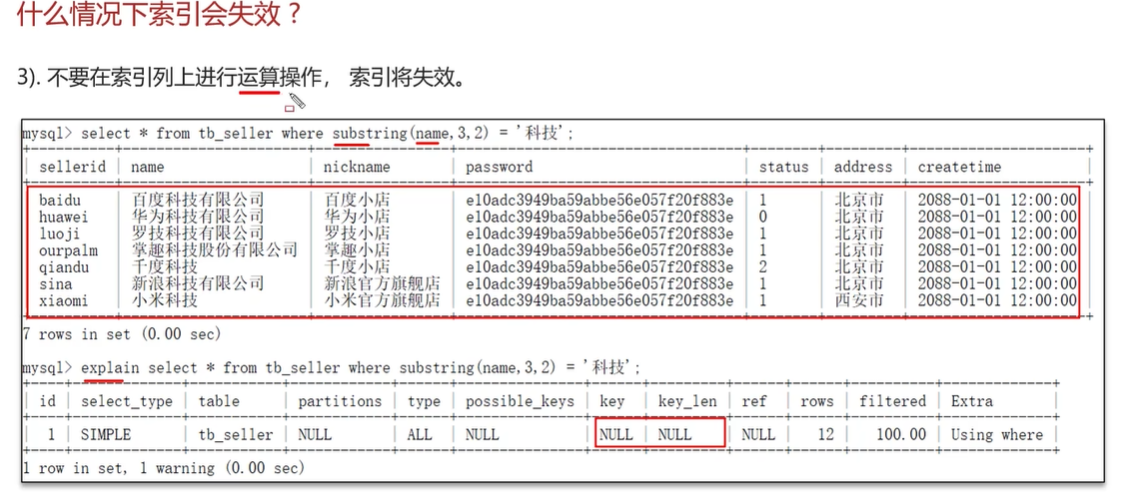 什么情况下索引会失效？
3). 不要在索引列上进行运算操作， 索引将失效。
mysql> select * from tb_seller where substring(name,3,2) = '科技';
sellerid | name | nickname | password | status | address | createtime
baidu | 百度科技有限公司 | 百度小店 | e10adc3949ba59abbe56e057f20f883e | 1 | 北京市 | 2088-01-01 12:00:00
huawei | 华为科技有限公司 | 华为小店 | e10adc3949ba59abbe56e057f20f883e | 0 | 北京市 | 2088-01-01 12:00:00
luoji | 罗技科技有限公司 | 罗技小店 | e10adc3949ba59abbe56e057f20f883e | 1 | 北京市 | 2088-01-01 12:00:00
ourpalm | 掌趣科技股份有限公司 | 掌趣小店 | e10adc3949ba59abbe56e057f20f883e | 1 | 北京市 | 2088-01-01 12:00:00
qiandu | 千度科技 | 千度小店 | e10adc3949ba59abbe56e057f20f883e | 2 | 北京市 | 2088-01-01 12:00:00
sina | 新浪科技有限公司 | 新浪官方旗舰店 | e10adc3949ba59abbe56e057f20f883e | 1 | 北京市 | 2088-01-01 12:00:00
xiaomi | 小米科技 | 小米官方旗舰店 | e10adc3949ba59abbe56e057f20f883e | 1 | 西安市 | 2088-01-01 12:00:00
7 rows in set (0.00 sec)
mysql> explain select * from tb_seller where substring(name,3,2) = '科技';
id | select_type | table | partitions | type | possible_keys | key | key_len | ref | rows | filtered | Extra
1 | SIMPLE | tb_seller | NULL | ALL | NULL | NULL | NULL | NULL | 12 | 100.00 | Using where
1 row in set, 1 warning (0.00 sec)